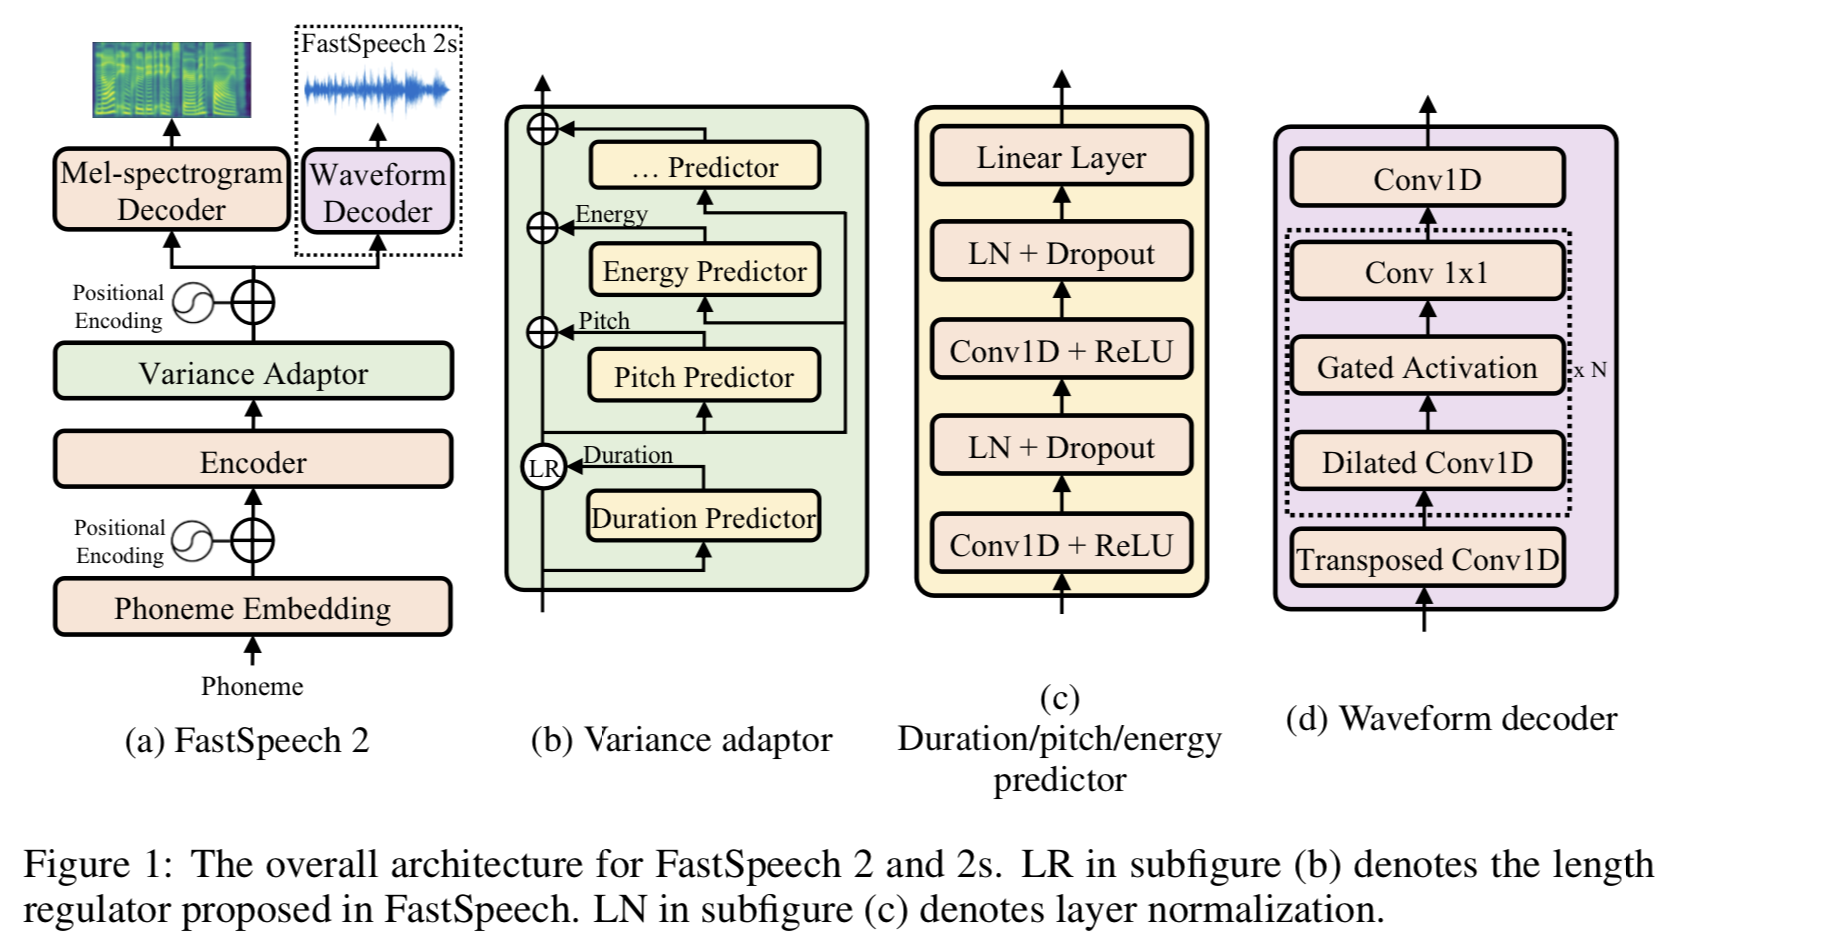 FastSpeech 2s
Mel-spectrogram
Decoder
Waveform
Decoder
Positional
Encoding
Variance Adaptor
Encoder
Positional
Encoding
Phoneme Embedding
Phoneme
(a) FastSpeech 2
... Predictor
Energy
Energy Predictor
Pitch
Pitch Predictor
LR
Duration
Duration Predictor
(b) Variance adaptor
Linear Layer
LN + Dropout
Conv1D + ReLU
LN + Dropout
Conv1D + ReLU
(c)
Duration/pitch/energy
predictor
Conv1D
Conv 1x1
Gated Activation
x N
Dilated Conv1D
Transposed Conv1D
(d) Waveform decoder
Figure 1: The overall architecture for FastSpeech 2 and 2s. LR in subfigure (b) denotes the length
regulator proposed in FastSpeech. LN in subfigure (c) denotes layer normalization.